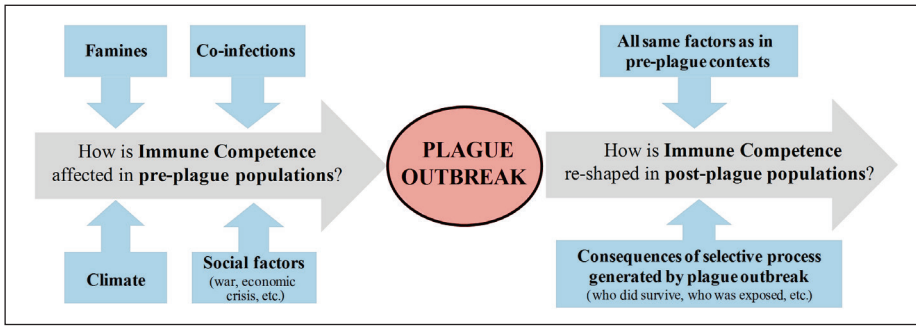 Famines
Co-infections
How is Immune Competence
affected in pre-plague populations?
Climate
Social factors
(war, economic
crisis, etc.)
PLAGUE
OUTBREAK
All same factors as in
pre-plague contexts
How is Immune Competence
re-shaped in post-plague populations?
Consequences of selective process
generated by plague outbreak
(who did survive, who was exposed, etc.)